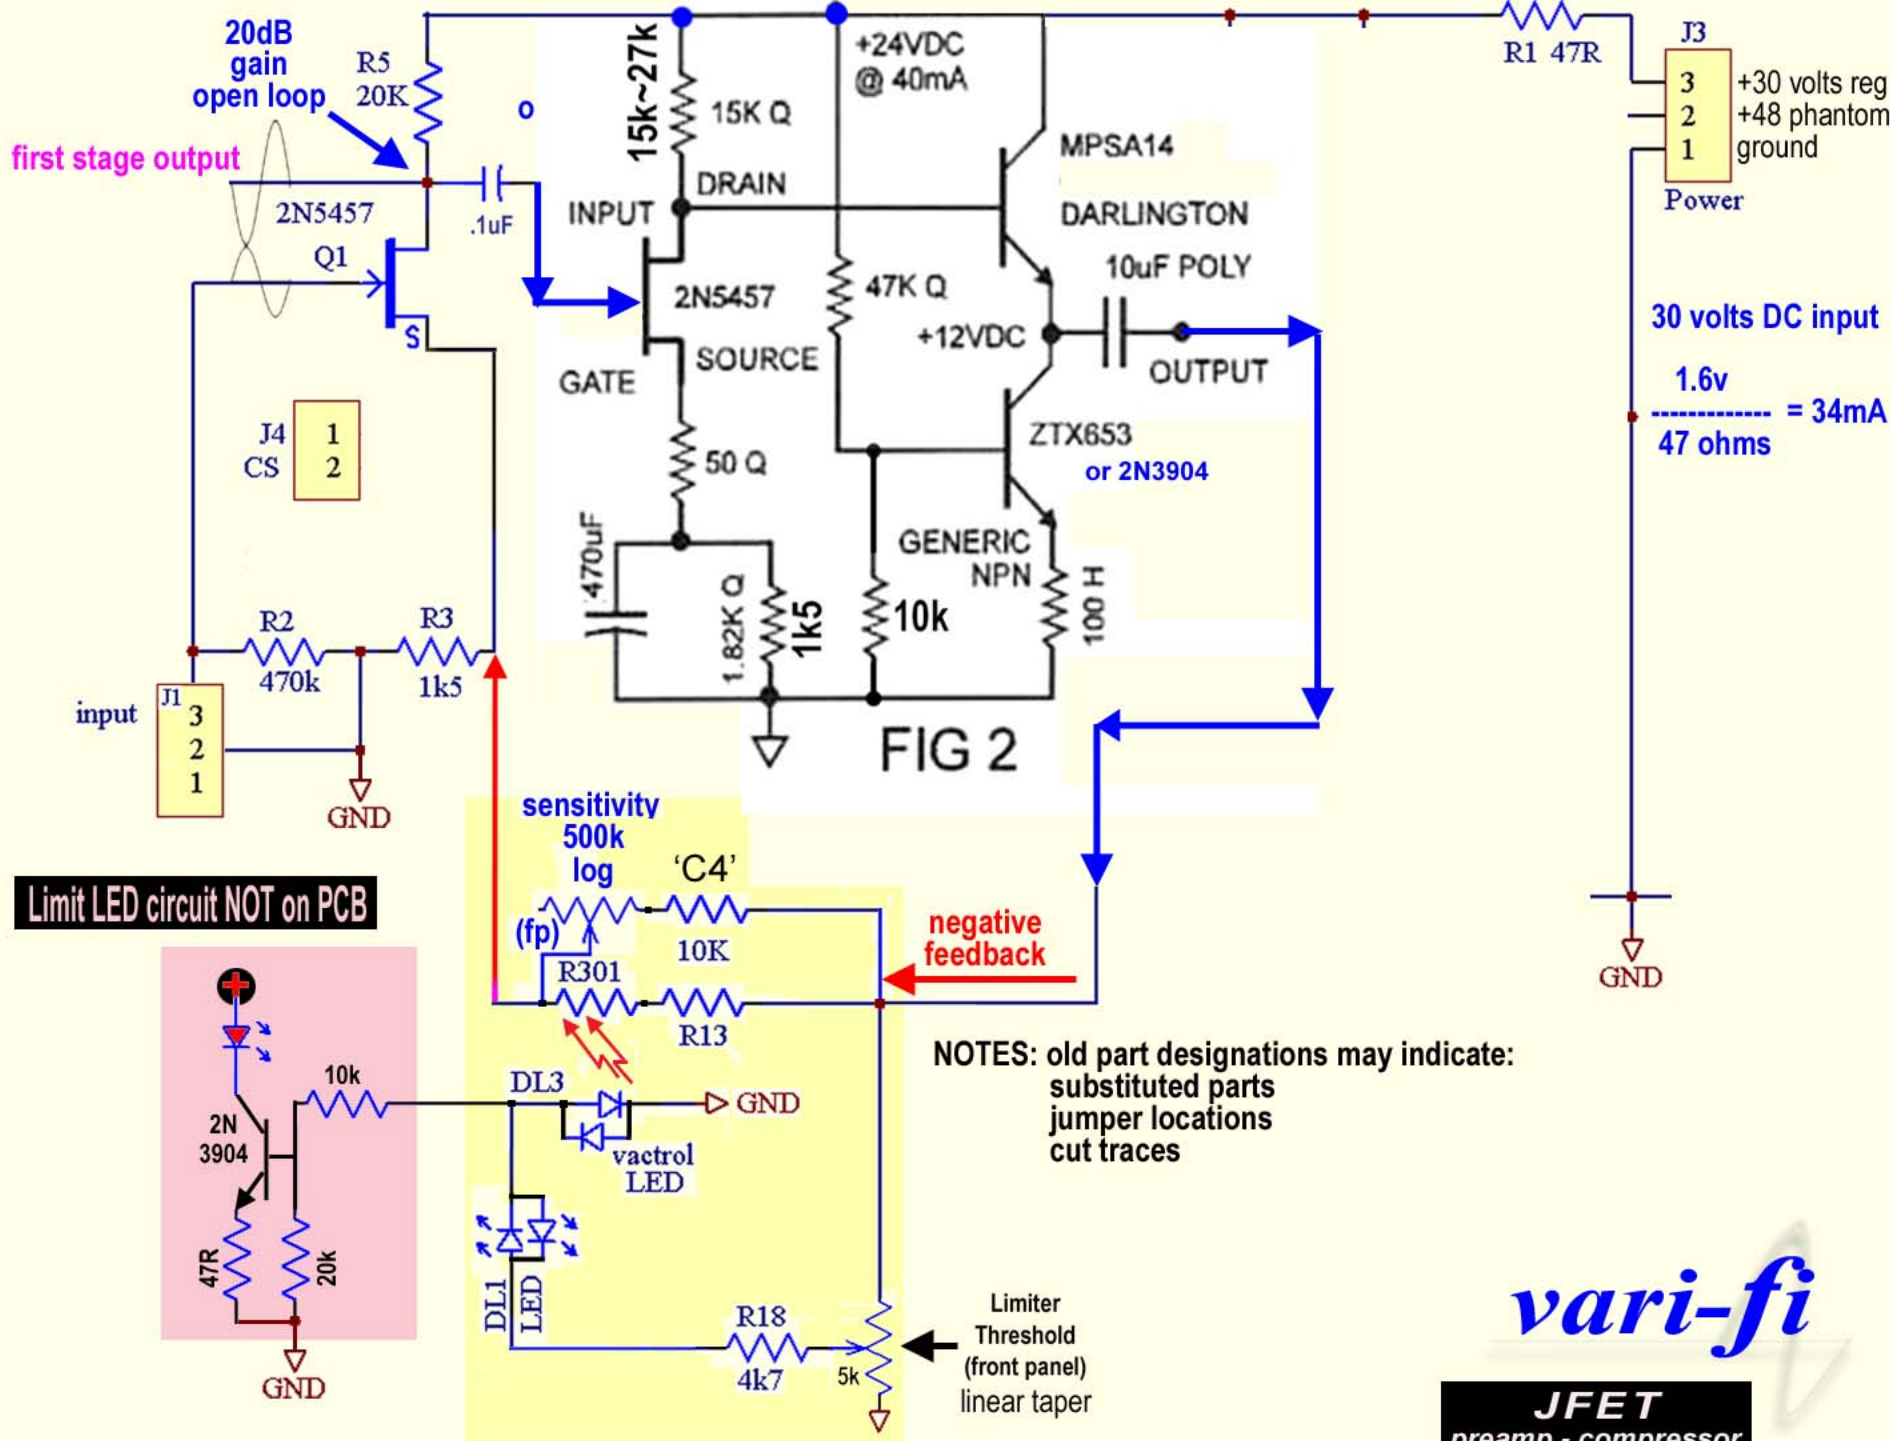 20dB
gain
open loop
R5
20K
o
15k~27k
15K Q
+24VDC
@ 40mA
R1 47R
J3
3
2
1
+30 volts reg
+48 phantom
ground
Power
first stage output
2N5457
Q1
S
.1uF
DRAIN
INPUT
2N5457
GATE
SOURCE
MPSA14
DARLINGTON
10uF POLY
47K Q
+12VDC
OUTPUT
30 volts DC input
1.6v
------------- = 34mA
47 ohms
J4
CS
1
2
50 Q
ZTX653
or 2N3904
GENERIC
NPN
470uF
1.82K Q
1k5
10k
100 H
R2
470k
R3
1k5
input
J1
3
2
1
GND
FIG 2
sensitivity
500k
log
(fp)
'C4'
10K
R301
R13
negative
feedback
GND
Limit LED circuit NOT on PCB
10k
2N
3904
47R
20k
GND
DL3
GND
vactrol
LED
DL1
LED
R18
4k7
5k
Limiter
Threshold
(front panel)
linear taper
NOTES: old part designations may indicate:
substituted parts
jumper locations
cut traces
vari-fi
JFET
preamp - compressor